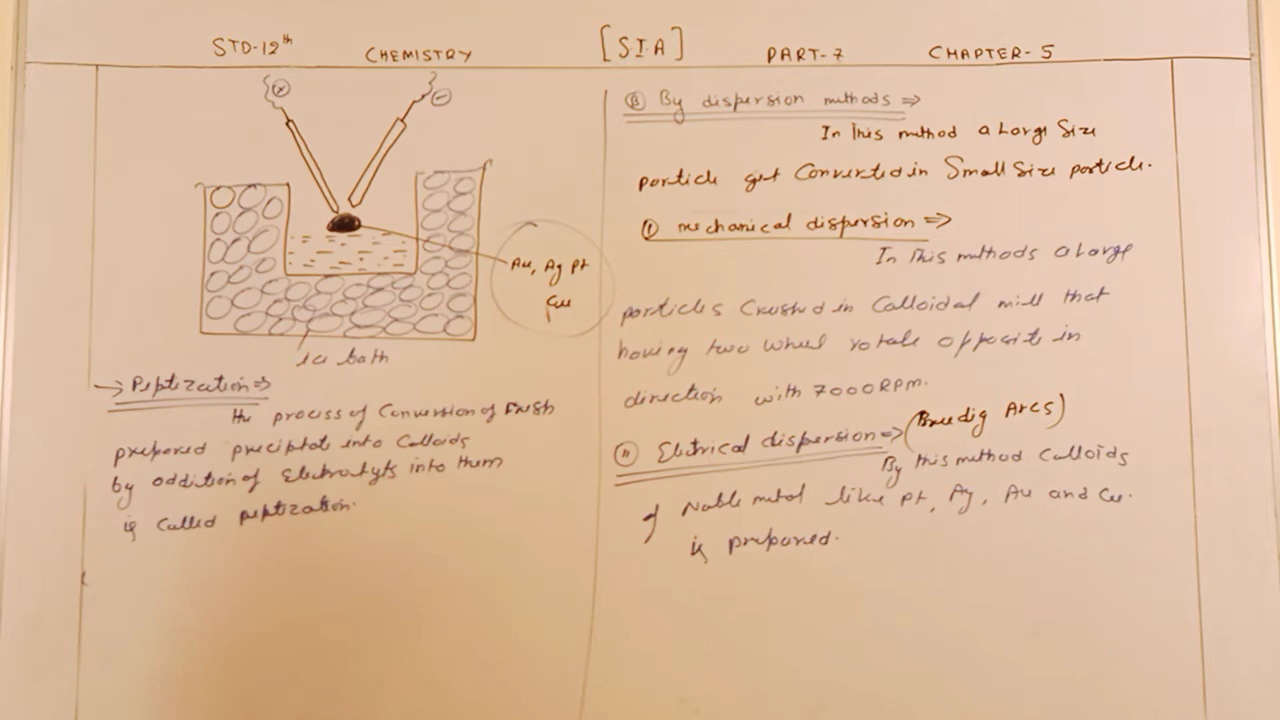 STD-12th CHEMISTRY [S.I.A] PART-7 CHAPTER-5
+ -
Au, Ag Pt
Cu
ice bath
→ Peptization ⇒
the process of Conversion of Fresh
prepared preciptate into Colloids
by addition of Electrolyts into them
is Called peptization.
Ⓑ By dispersion methods ⇒
In This method a Large Size
particle get Converted in Small Size particle.
① mechanical dispersion ⇒
In This methods a Large
particles Crushed in Colloidal mill that
having two wheel rotate opposite in
direction with 7000 RPM.
⑪ Electrical dispersion ⇒ (Bredig Arcs)
By this method Colloids
of Noble metal like Pt, Ag, Au and Cu.
is prepared.